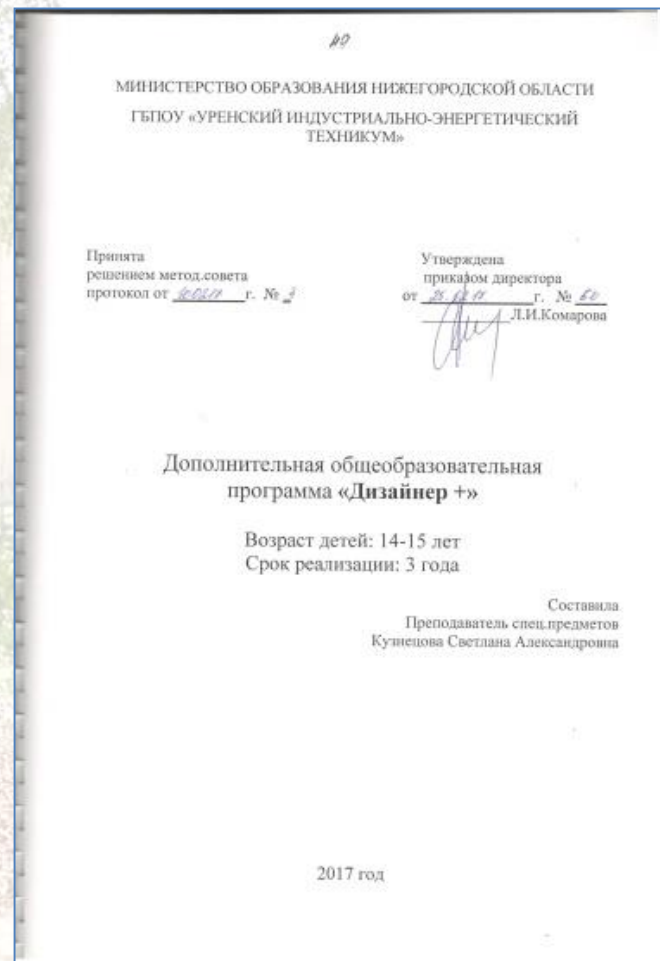 МИНИСТЕРСТВО ОБРАЗОВАНИЯ НИЖЕГОРОДСКОЙ ОБЛАСТИ
ГБПОУ «УРЕНСКИЙ ИНДУСТРИАЛЬНО-ЭНЕРГЕТИЧЕСКИЙ
ТЕХНИКУМ»
Принята
решением метод.совета
протокол от г. № 3
Утверждена
приказом директора
от г. № 60
Л.И.Комарова
Дополнительная общеобразовательная
программа «Дизайнер +»
Возраст детей: 14-15 лет
Срок реализации: 3 года
Составила
Преподаватель спец.предметов
Кузнецова Светлана Александровна
2017 год